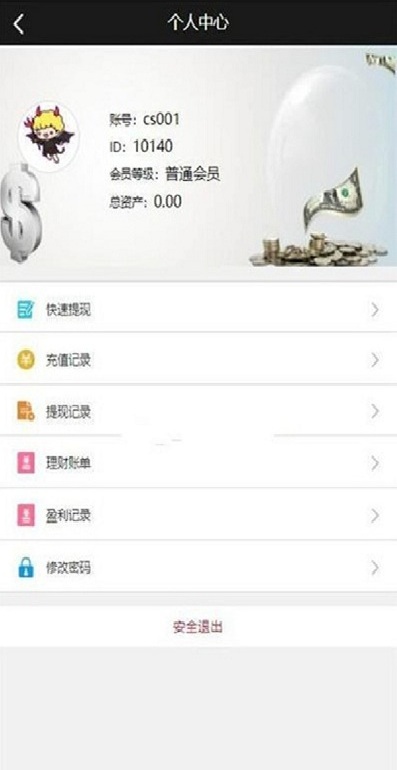 个人中心
账号：cs001
ID：10140
会员等级：普通会员
总资产：0.00
快速提现
充值记录
提现记录
理财账单
盈利记录
修改密码
安全退出